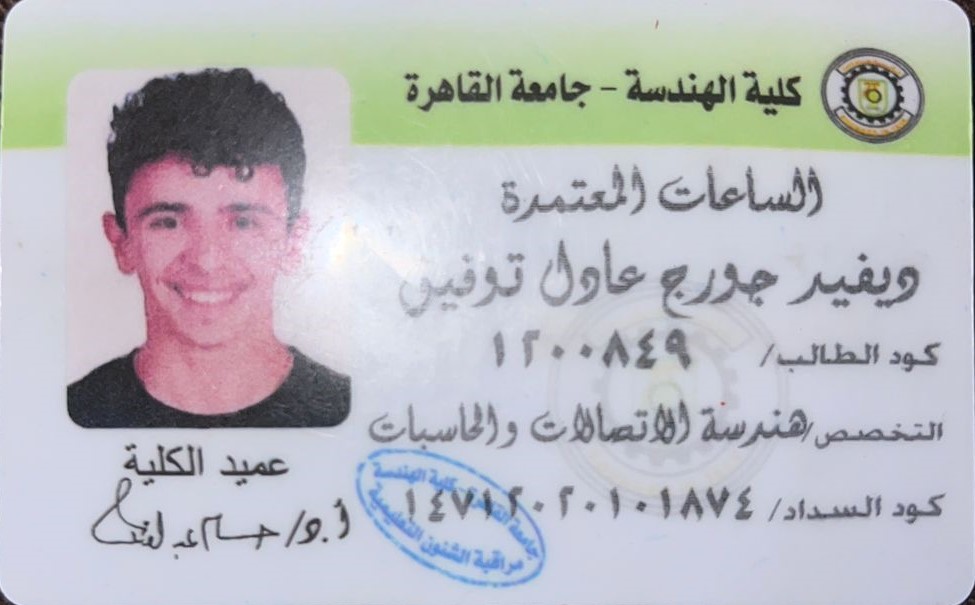 كلية الهندسة - جامعة القاهرة
الساعات المعتمدة
ديفيد جورج عادل توفيق
كود الطالب/ ١٢٠٠٨٤٩
التخصص/هندسة الاتصالات والحاسبات
كود السداد/ ١٤٧١٢٠٢٠١٠١٨٧٤
عميد الكلية
أ.د/ حسام عبد الفتاح
جامعة القاهرة - كلية الهندسة
مراقبة الشئون التعليمية